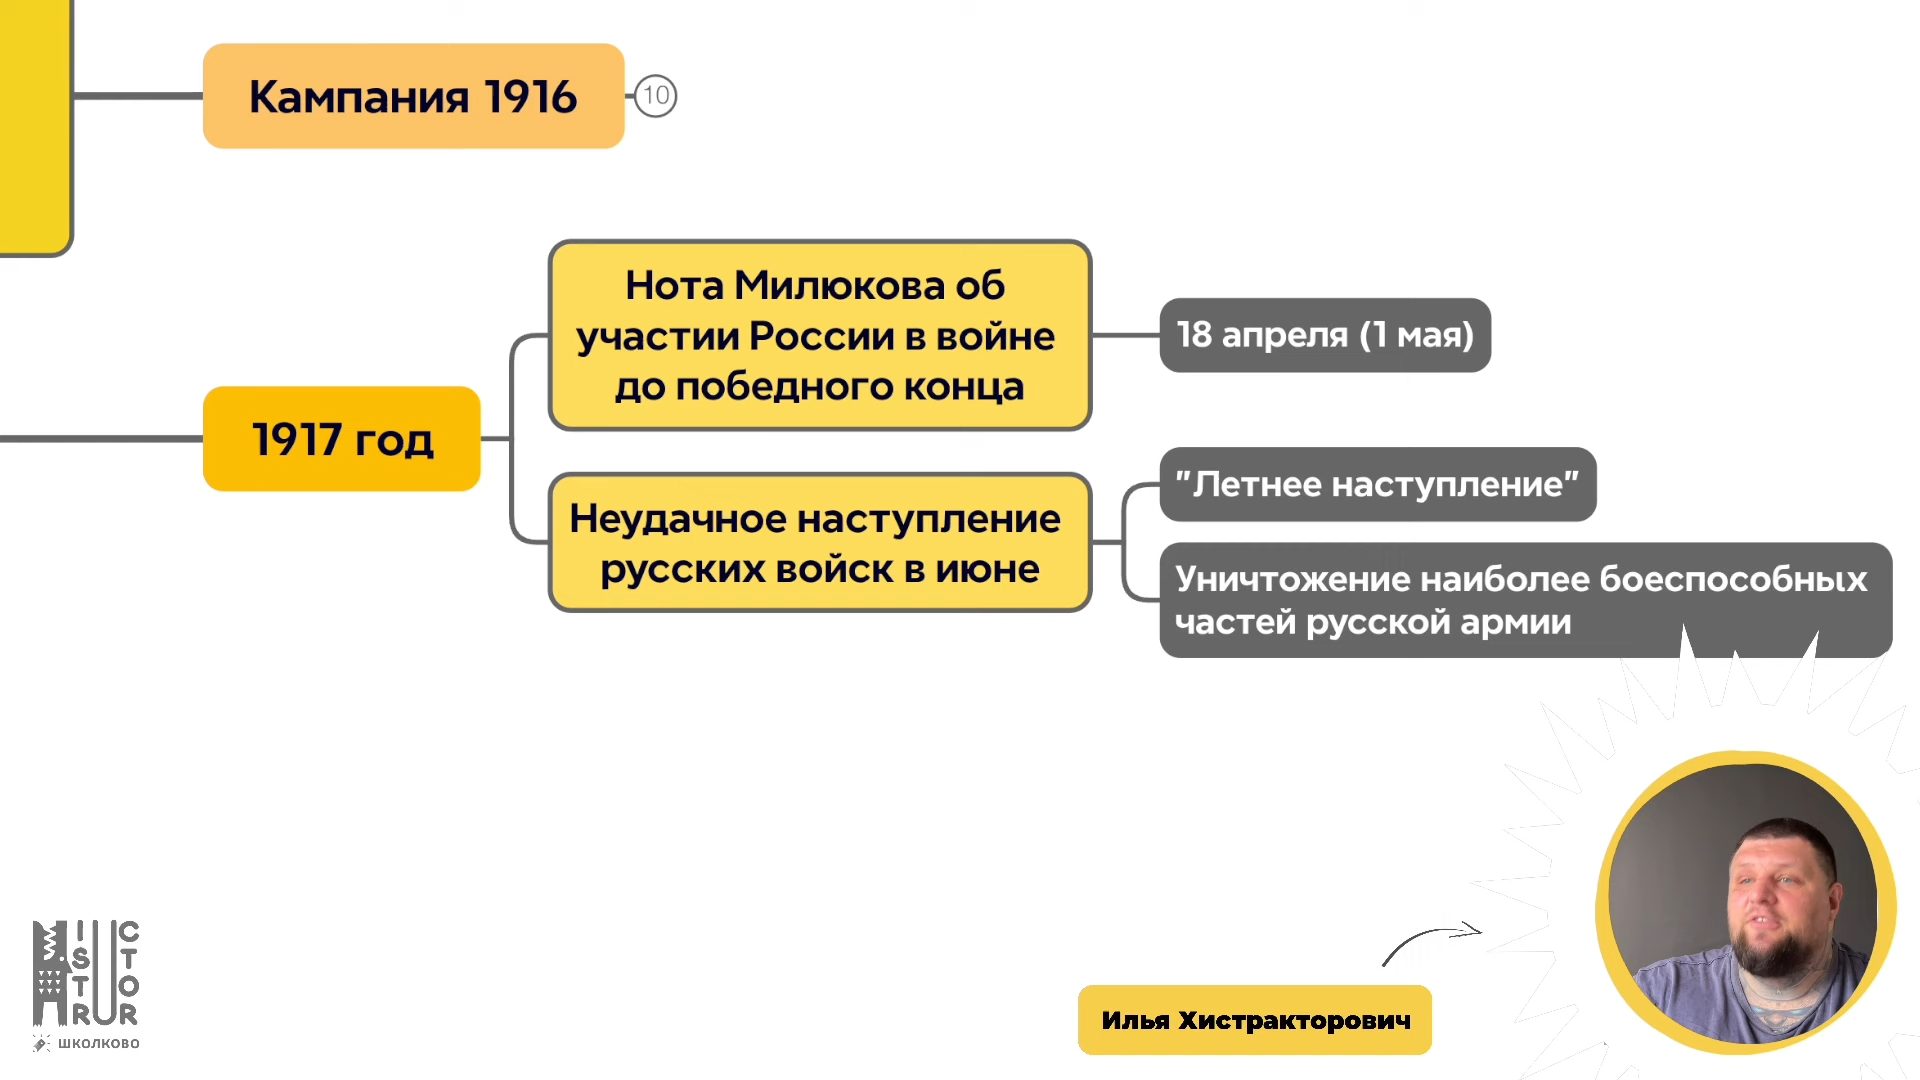 Кампания 1916
10
Нота Милюкова об
участии России в войне
до победного конца
18 апреля (1 мая)
1917 год
"Летнее наступление"
Неудачное наступление
русских войск в июне
Уничтожение наиболее боеспособных
частей русской армии
HISTRUCTOR
ШКОЛКОВО
Илья Хистракторович